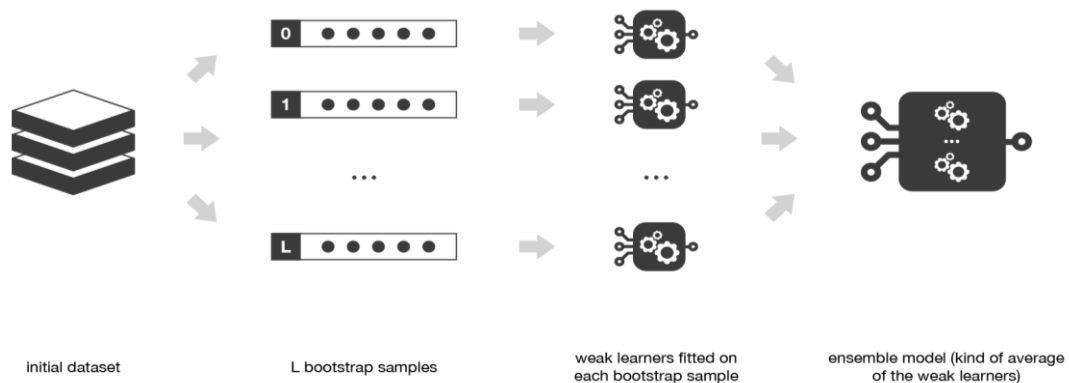 0
1
...
...
...
L
initial dataset
L bootstrap samples
weak learners fitted on
each bootstrap sample
ensemble model (kind of average
of the weak learners)